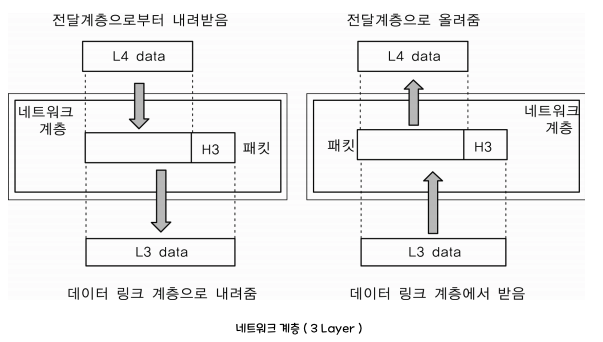 전달계층으로부터 내려받음
L4 data
네트워크
계층
H3
패킷
L3 data
데이터 링크 계층으로 내려줌
전달계층으로 올려줌
L4 data
네트워크
계층
패킷
H3
L3 data
데이터 링크 계층에서 받음
네트워크 계층 ( 3 Layer )